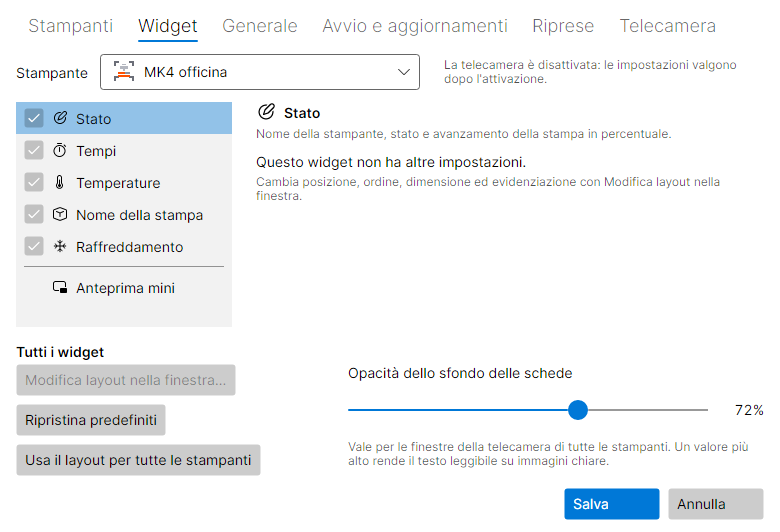 Stampanti Widget Generale Avvio e aggiornamenti Riprese Telecamera
Stampante MK4 officina
La telecamera è disattivata: le impostazioni valgono
dopo l'attivazione.
Stato
Tempi
Temperature
Nome della stampa
Raffreddamento
Anteprima mini
Stato
Nome della stampante, stato e avanzamento della stampa in percentuale.
Questo widget non ha altre impostazioni.
Cambia posizione, ordine, dimensione ed evidenziazione con Modifica layout nella
finestra.
Tutti i widget
Modifica layout nella finestra...
Ripristina predefiniti
Usa il layout per tutte le stampanti
Opacità dello sfondo delle schede
72%
Vale per le finestre della telecamera di tutte le stampanti. Un valore più
alto rende il testo leggibile su immagini chiare.
Salva Annulla